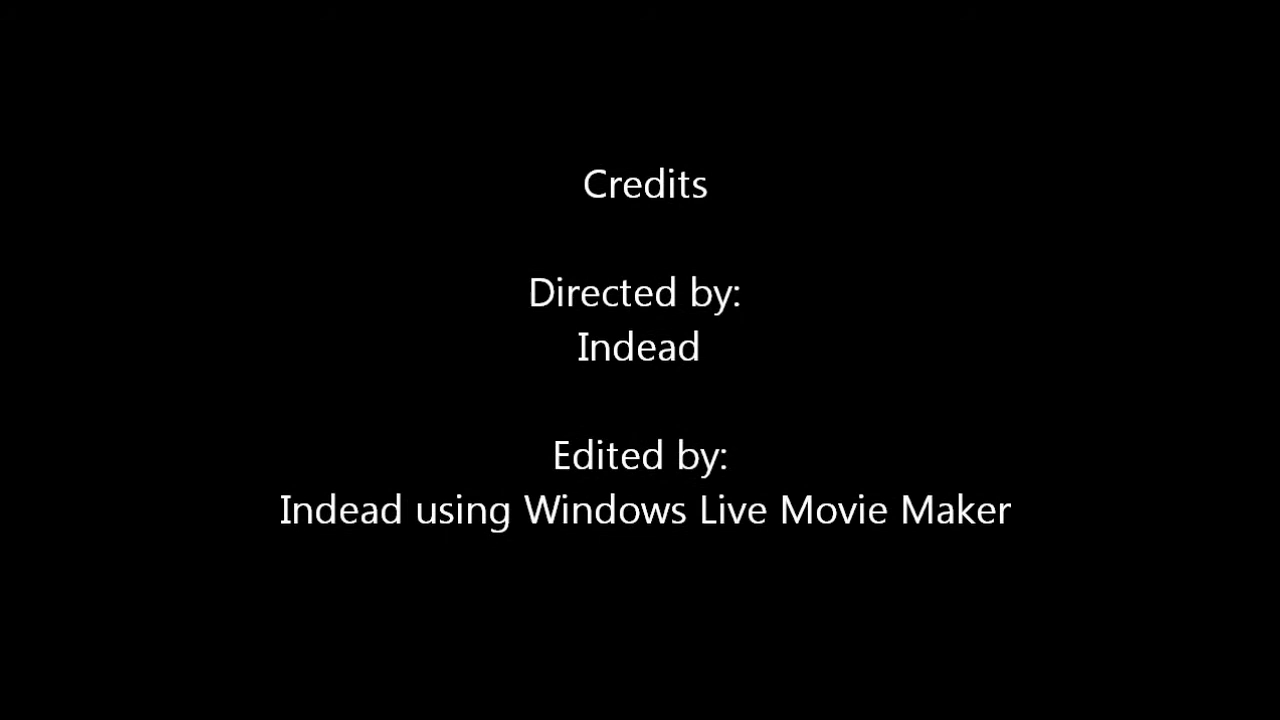 Credits
Directed by:
Indead
Edited by:
Indead using Windows Live Movie Maker